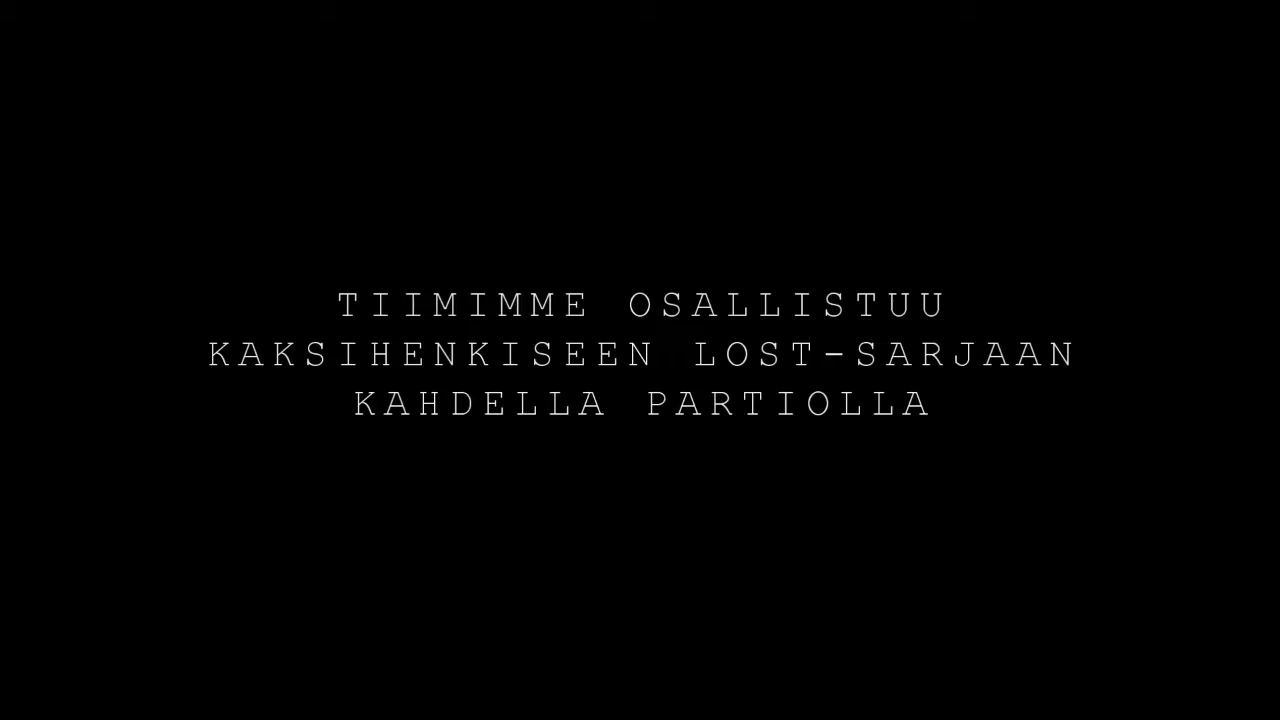 TIIMIMME OSALLISTUU
KAKSIHENKISEEN LOST-SARJAAN
KAHDELLA PARTIOLLA